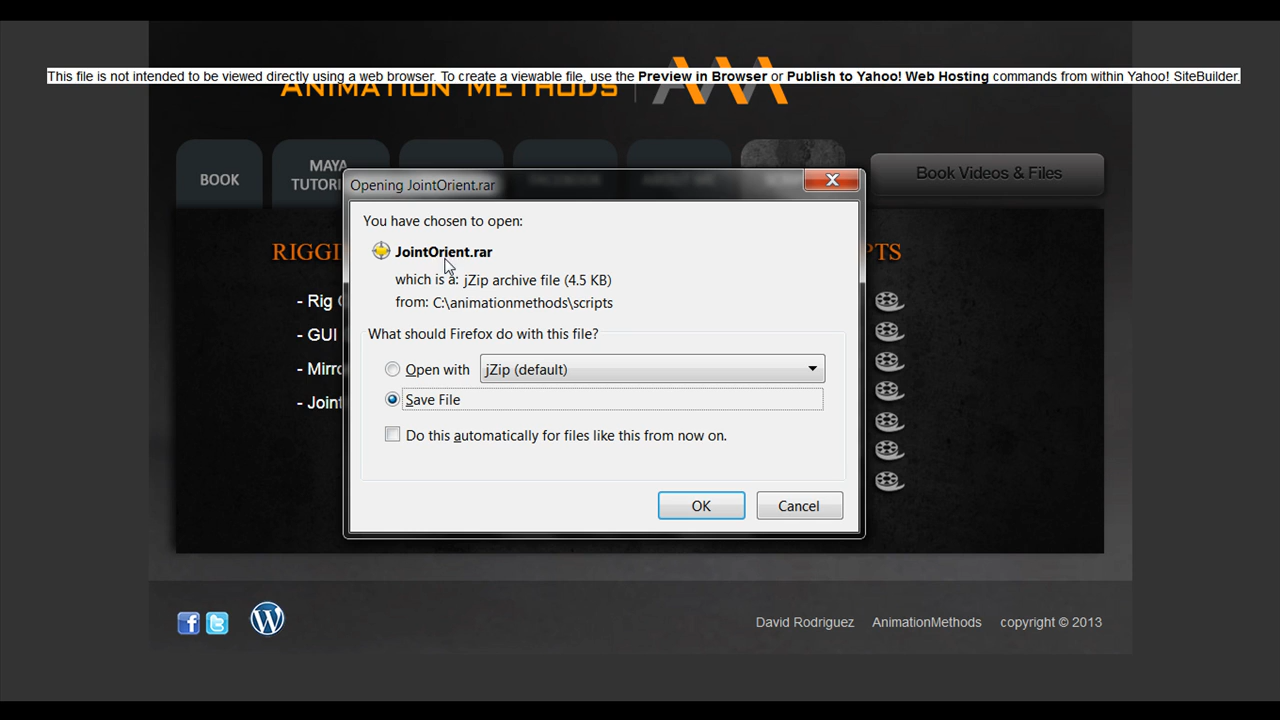 This file is not intended to be viewed directly using a web browser. To create a viewable file, use the Preview in Browser or Publish to Yahoo! Web Hosting commands from within Yahoo! SiteBuilder.
ANIMATION METHODS
BOOK
MAYA
Book Videos & Files
Opening JointOrient.rar
You have chosen to open:
JointOrient.rar
which is a: jZip archive file (4.5 KB)
from: C:\animationmethods\scripts
What should Firefox do with this file?
Open with jZip (default)
Save File
Do this automatically for files like this from now on.
OK Cancel
- Rig
- GUI
- Joint
David Rodriguez AnimationMethods copyright © 2013